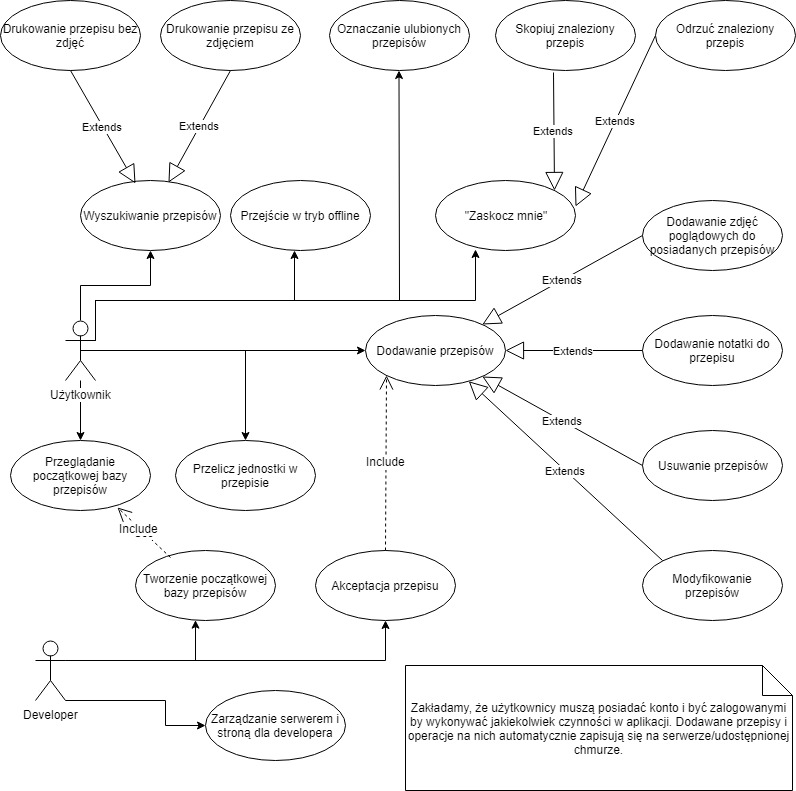 Drukowanie przepisu bez
zdjęć
Drukowanie przepisu ze
zdjęciem
Oznaczanie ulubionych
przepisów
Skopiuj znaleziony
przepis
Odrzuć znaleziony
przepis
Extends
Extends
Extends
Extends
Wyszukiwanie przepisów
Przejście w tryb offline
"Zaskocz mnie"
Dodawanie zdjęć
poglądowych do
posiadanych przepisów
Extends
Dodawanie przepisów
Extends
Dodawanie notatki do
przepisu
Użytkownik
Extends
Przeglądanie
początkowej bazy
przepisów
Przelicz jednostki w
przepisie
Include
Extends
Usuwanie przepisów
Include
Tworzenie początkowej
bazy przepisów
Akceptacja przepisu
Modyfikowanie
przepisów
Developer
Zarządzanie serwerem i
stroną dla developera
Zakładamy, że użytkownicy muszą posiadać konto i być zalogowanymi
by wykonywać jakiekolwiek czynności w aplikacji. Dodawane przepisy i
operacje na nich automatycznie zapisują się na serwerze/udostępnionej
chmurze.